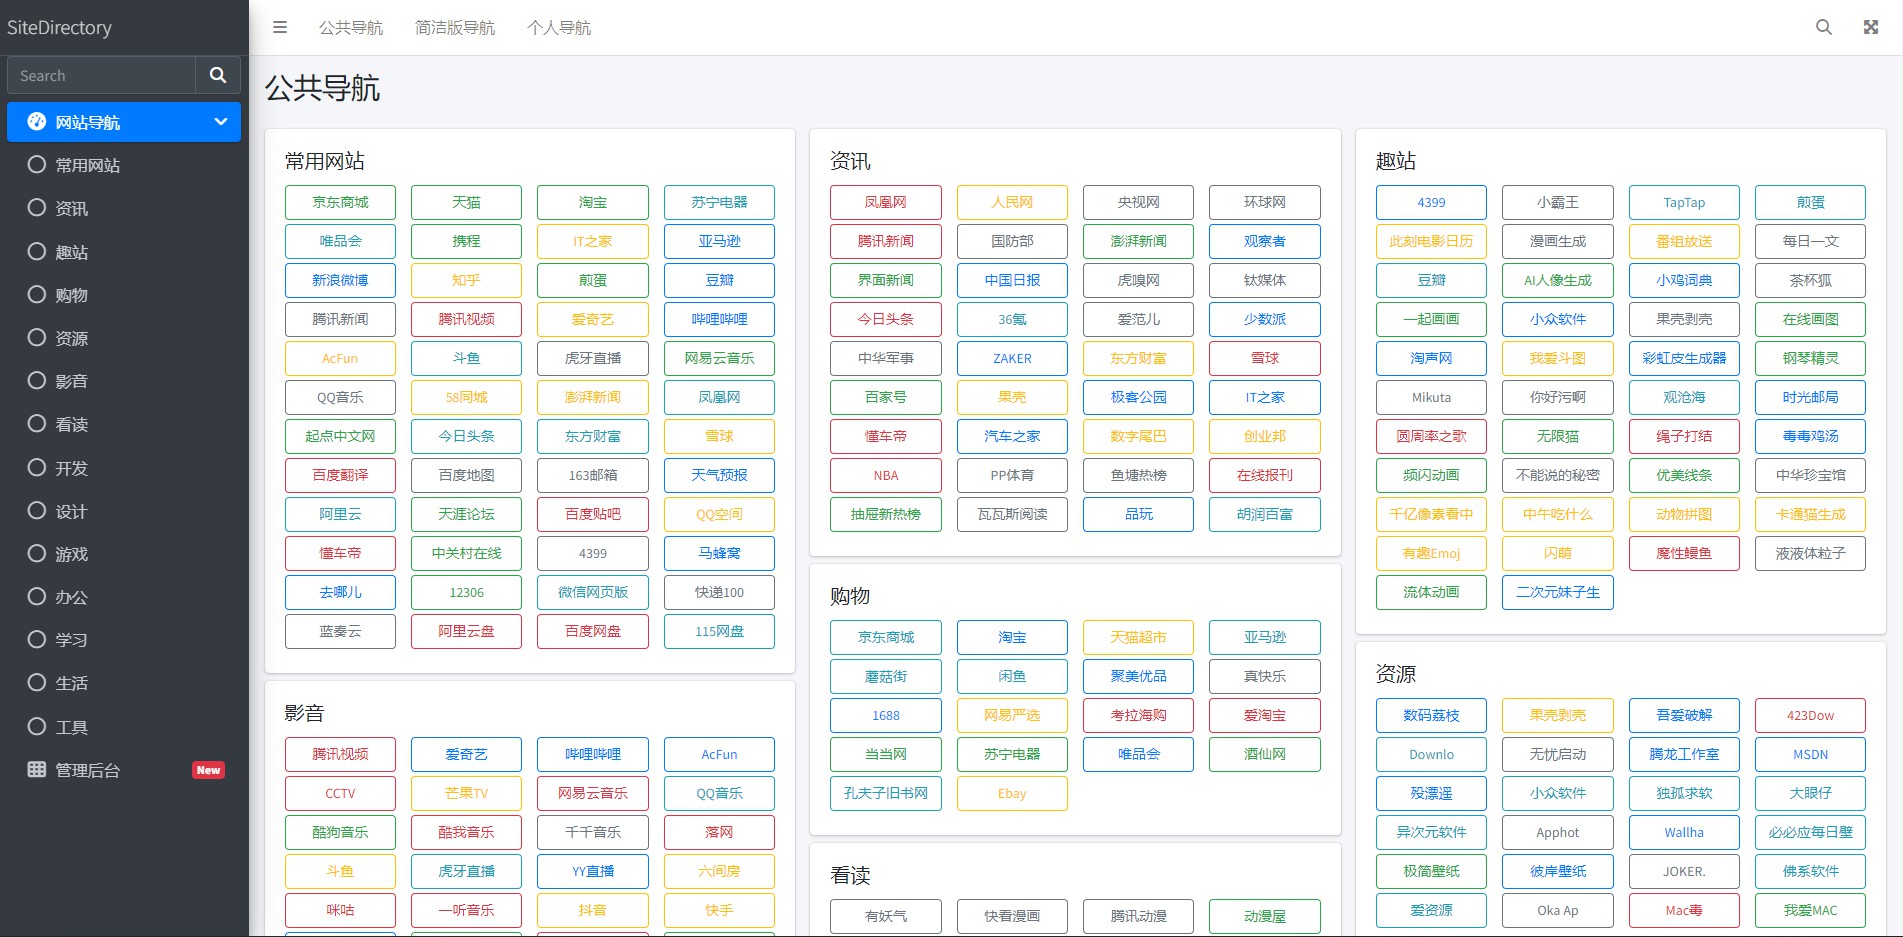 SiteDirectory
Search
网站导航
常用网站
资讯
趣站
购物
资源
影音
看读
开发
设计
游戏
办公
学习
生活
工具
管理后台 New
公共导航 简洁版导航 个人导航
公共导航
常用网站
京东商城 天猫 淘宝 苏宁电器
唯品会 携程 IT之家 亚马逊
新浪微博 知乎 煎蛋 豆瓣
腾讯新闻 腾讯视频 爱奇艺 哔哩哔哩
AcFun 斗鱼 虎牙直播 网易云音乐
QQ音乐 58同城 澎湃新闻 凤凰网
起点中文网 今日头条 东方财富 雪球
百度翻译 百度地图 163邮箱 天气预报
阿里云 天涯论坛 百度贴吧 QQ空间
懂车帝 中关村在线 4399 马蜂窝
去哪儿 12306 微信网页版 快递100
蓝奏云 阿里云盘 百度网盘 115网盘
影音
腾讯视频 爱奇艺 哔哩哔哩 AcFun
CCTV 芒果TV 网易云音乐 QQ音乐
酷狗音乐 酷我音乐 千千音乐 落网
斗鱼 虎牙直播 YY直播 六间房
咪咕 一听音乐 抖音 快手
资讯
凤凰网 人民网 央视网 环球网
腾讯新闻 国防部 澎湃新闻 观察者
界面新闻 中国日报 虎嗅网 钛媒体
今日头条 36氪 爱范儿 少数派
中华军事 ZAKER 东方财富 雪球
百家号 果壳 极客公园 IT之家
懂车帝 汽车之家 数字尾巴 创业邦
NBA PP体育 鱼塘热榜 在线报刊
抽屉新热榜 瓦瓦斯阅读 品玩 胡润百富
购物
京东商城 淘宝 天猫超市 亚马逊
蘑菇街 闲鱼 聚美优品 真快乐
1688 网易严选 考拉海购 爱淘宝
当当网 苏宁电器 唯品会 酒仙网
孔夫子旧书网 Ebay
看读
有妖气 快看漫画 腾讯动漫 动漫屋
趣站
4399 小霸王 TapTap 煎蛋
此刻电影日历 漫画生成 番组放送 每日一文
豆瓣 AI人像生成 小鸡词典 茶杯狐
一起画画 小众软件 果壳剥壳 在线画图
淘声网 我爱斗图 彩虹皮生成器 钢琴精灵
Mikuta 你好污啊 观沧海 时光邮局
圆周率之歌 无限猫 绳子打结 毒毒鸡汤
频闪动画 不能说的秘密 优美线条 中华珍宝馆
千亿像素看中 中午吃什么 动物拼图 卡通猫生成
有趣Emoj 闪萌 魔性鳗鱼 液液体粒子
流体动画 二次元妹子生
资源
数码荔枝 果壳剥壳 吾爱破解 423Dow
Downlo 无忧启动 腾龙工作室 MSDN
殁漂遥 小众软件 独孤求软 大眼仔
异次元软件 Apphot Wallha 必必应每日壁
极简壁纸 彼岸壁纸 JOKER. 佛系软件
爱资源 Oka Ap Mac毒 我爱MAC